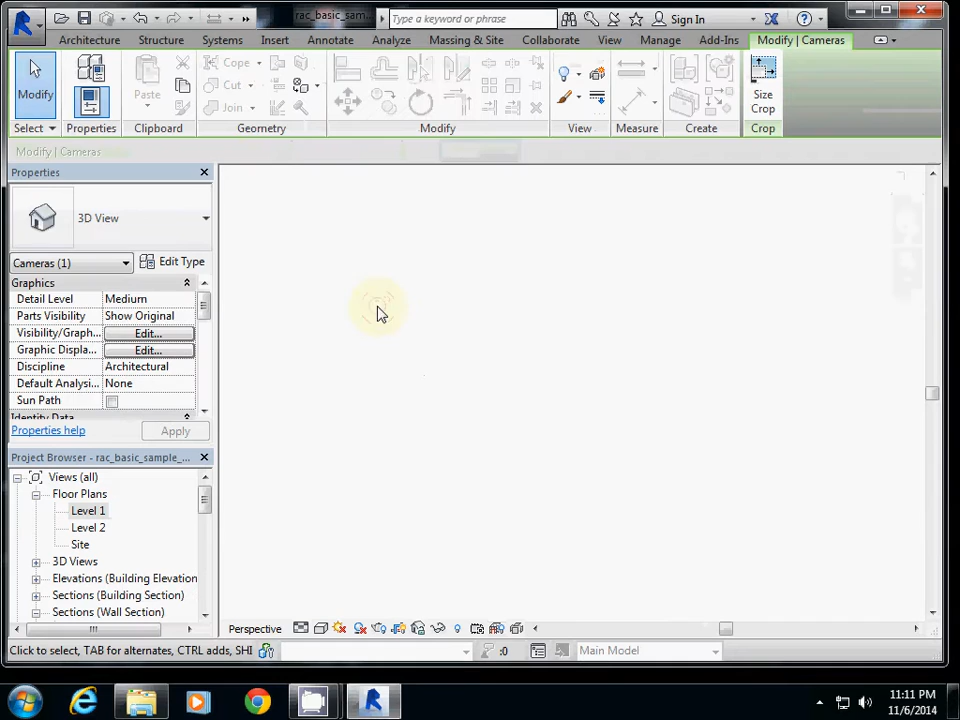 rac_basic_sam...
Type a keyword or phrase
Sign In
Architecture
Structure
Systems
Insert
Annotate
Analyze
Massing & Site
Collaborate
View
Manage
Add-Ins
Modify | Cameras
Modify
Paste
Cope
Cut
Join
Size
Crop
Select
Properties
Clipboard
Geometry
Modify
View
Measure
Create
Crop
Modify | Cameras
Properties
3D View
Cameras (1)
Edit Type
Graphics
Detail Level Medium
Parts Visibility Show Original
Visibility/Graph... Edit...
Graphic Displa... Edit...
Discipline Architectural
Default Analysi... None
Sun Path
Identity Data
Properties help
Apply
Project Browser - rac_basic_sample_...
Views (all)
Floor Plans
Level 1
Level 2
Site
3D Views
Elevations (Building Elevation
Sections (Building Section)
Sections (Wall Section)
Perspective
Click to select, TAB for alternates, CTRL adds, SHI
:0
Main Model
11:11 PM
11/6/2014